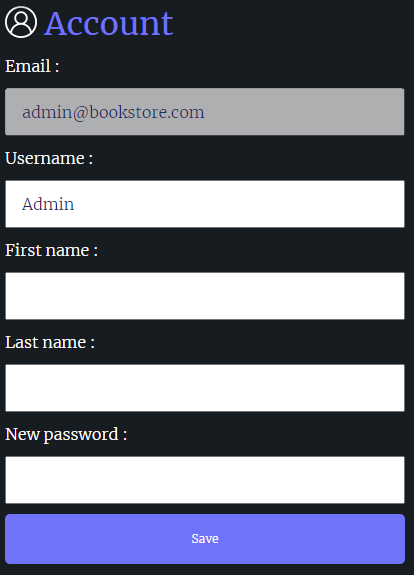 Account
Email :
admin@bookstore.com
Username :
Admin
First name :
Last name :
New password :
Save